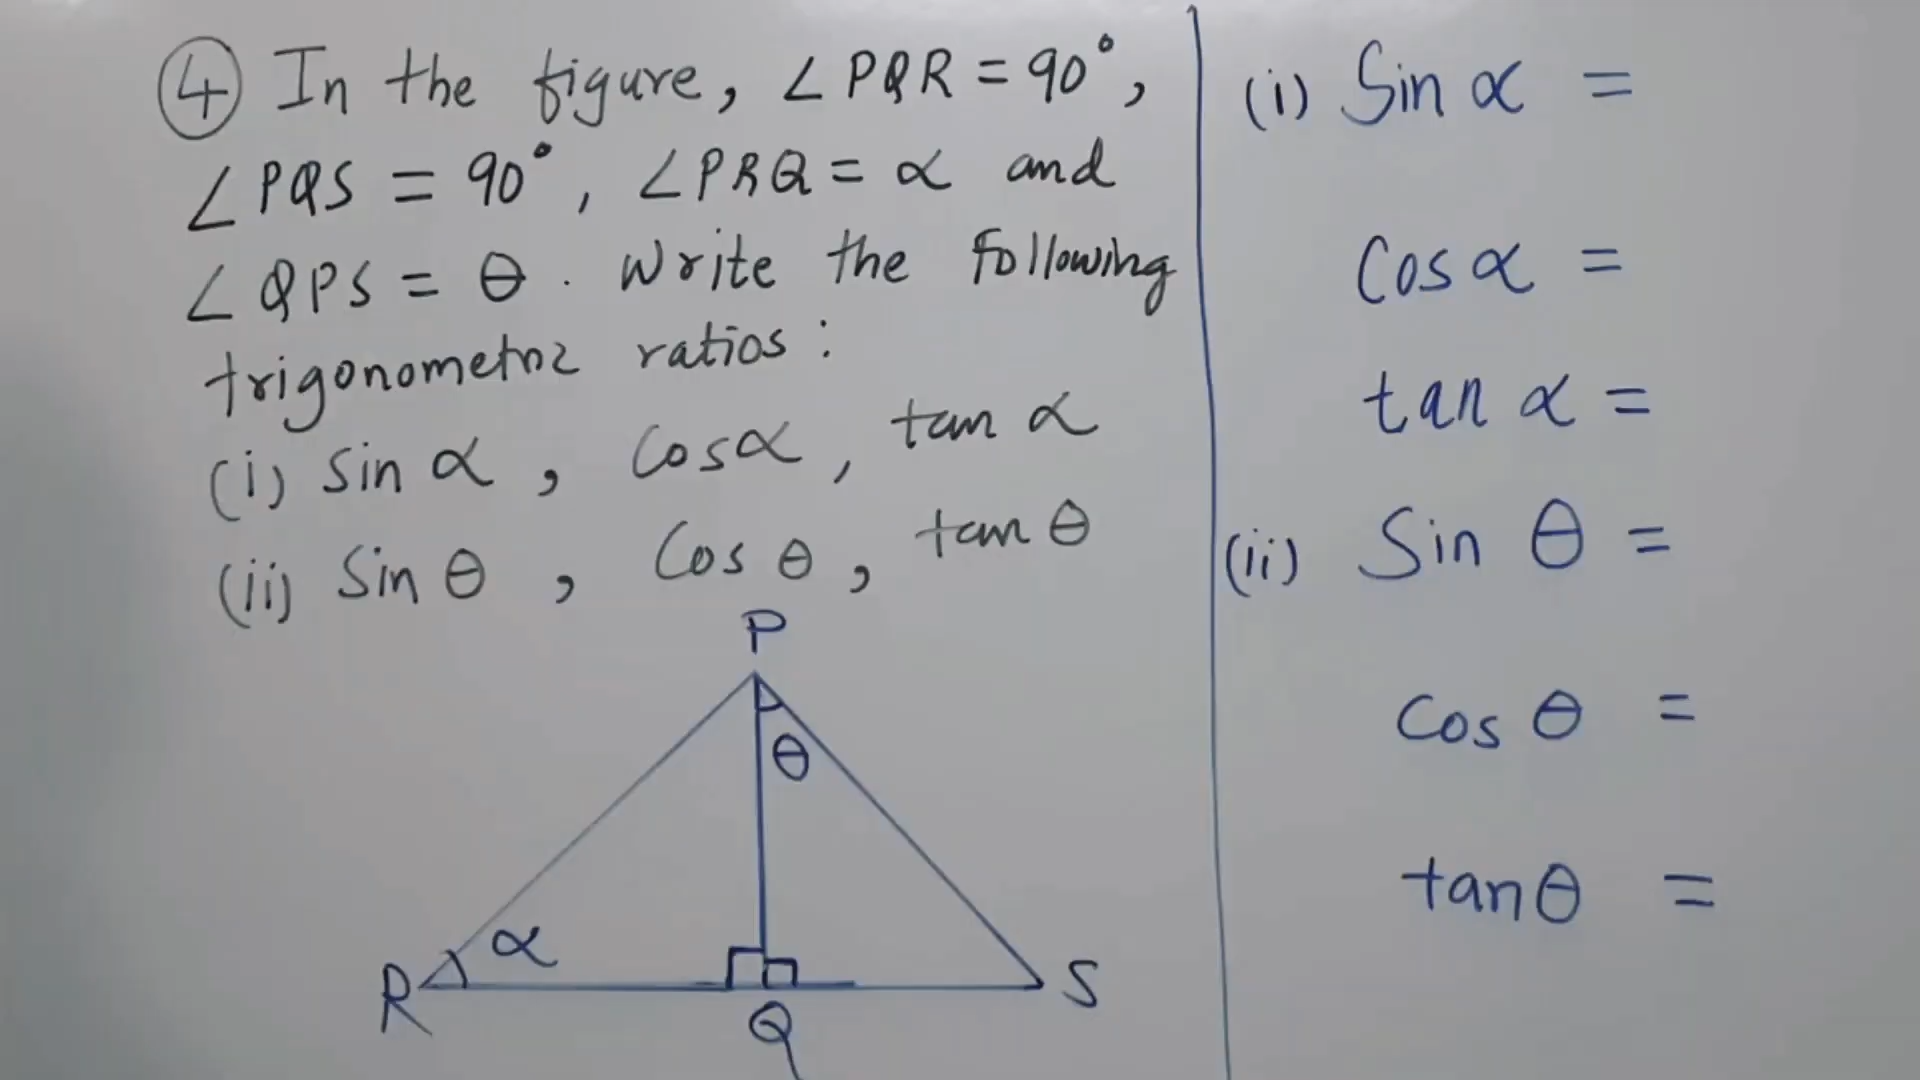 ④ In the figure, ∠PQR = 90°,
∠PQS = 90°, ∠PRQ = α and
∠QPS = θ. Write the following
trigonometric ratios:
(i) sin α, cos α, tan α
(ii) sin θ, cos θ, tan θ
P
θ
α
R
Q
S
(i) Sin α =
Cos α =
tan α =
(ii) Sin θ =
Cos θ =
tan θ =